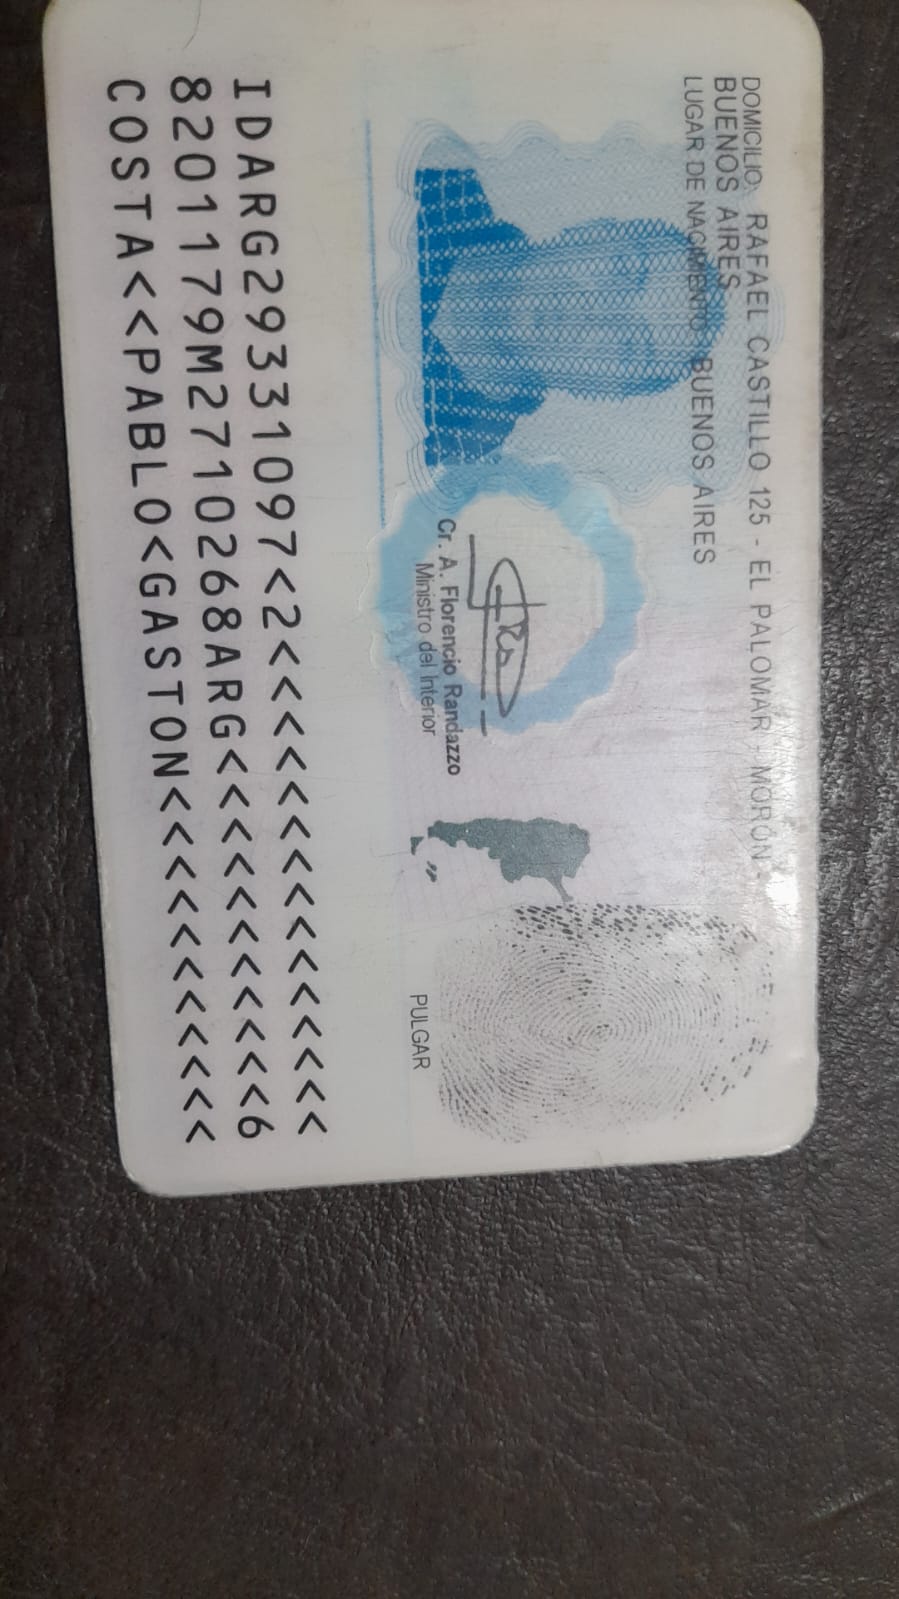 DOMICILIO: RAFAEL CASTILLO 125 - EL PALOMAR - MORÓN -
BUENOS AIRES
LUGAR DE NACIMIENTO: BUENOS AIRES
Cr. A. Florencio Randazzo
Ministro del Interior
PULGAR
IDARG29331097<2<<<<<<<<<<<<<<<
8201179M2710268ARG<<<<<<<<<<<6
COSTA<<PABLO<GASTON<<<<<<<<<<<